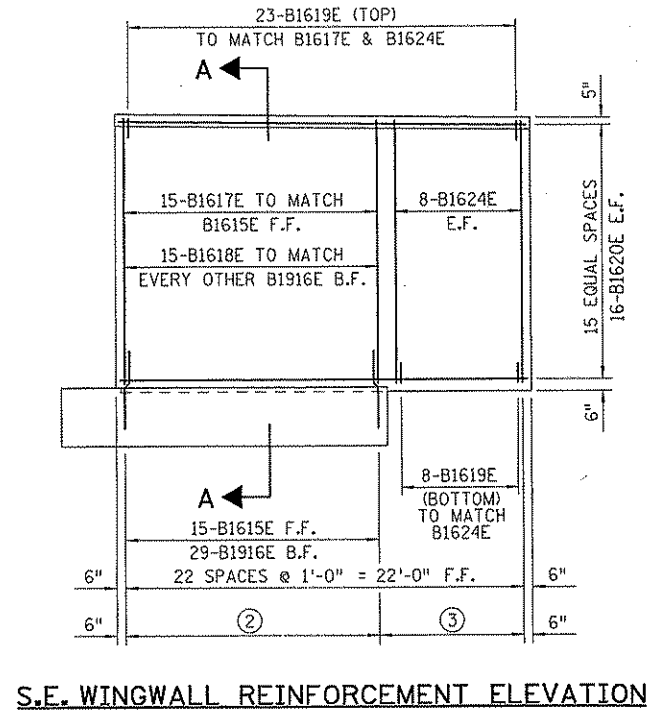 23-B1619E (TOP)
TO MATCH B1617E & B1624E
A
5"
15-B1617E TO MATCH
B1615E F.F.
8-B1624E
E.F.
15-B1618E TO MATCH
EVERY OTHER B1916E B.F.
15 EQUAL SPACES
16-B1620E E.F.
6"
A
8-B1619E
(BOTTOM)
TO MATCH
B1624E
15-B1615E F.F.
29-B1916E B.F.
6"
22 SPACES @ 1'-0" = 22'-0" F.F.
6"
6"
2
3
6"
S.E. WINGWALL REINFORCEMENT ELEVATION